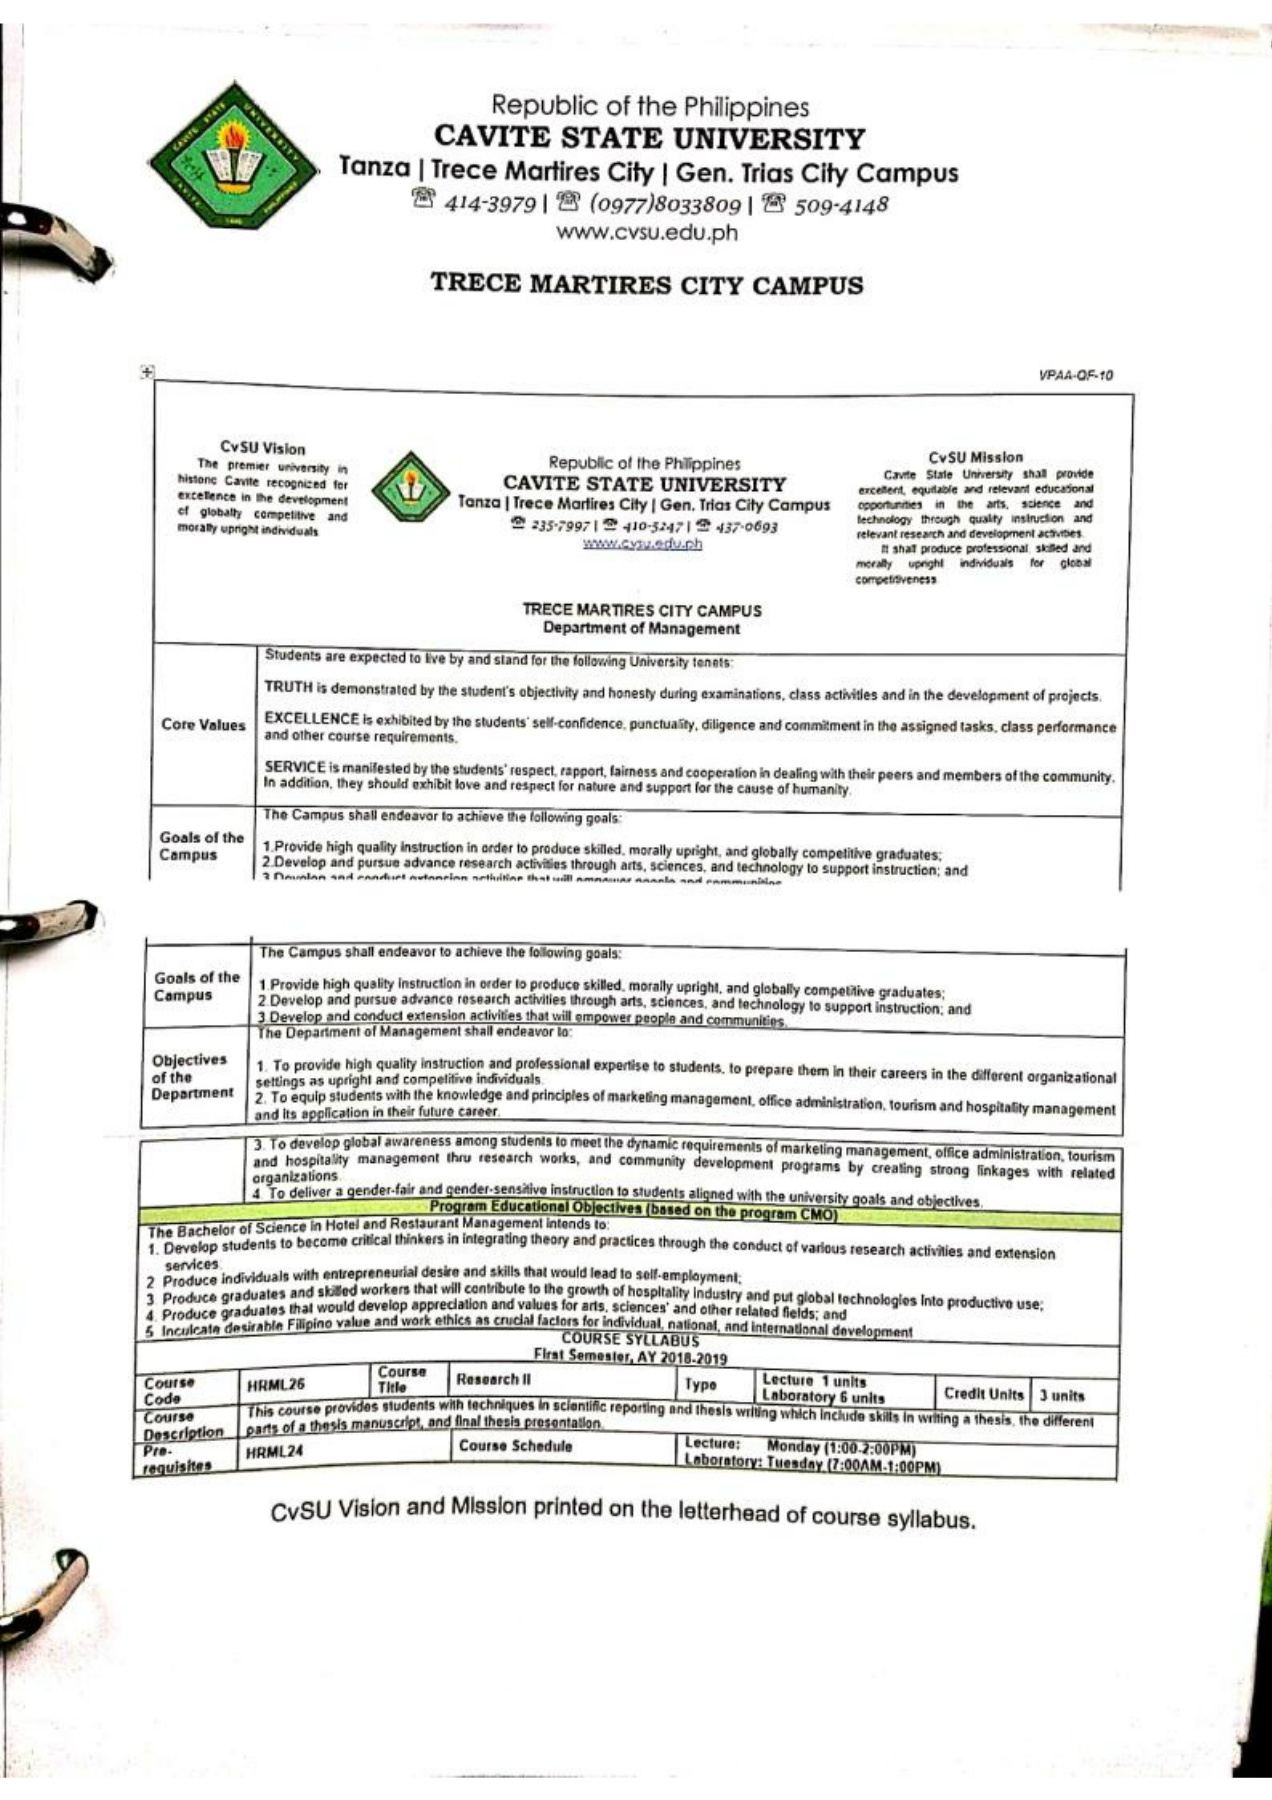 Republic of the Philippines
CAVITE STATE UNIVERSITY
Tanza | Trece Martires City | Gen. Trias City Campus
☎ 414-3979 | ☎ (0977)8033809 | ☎ 509-4148
www.cvsu.edu.ph
TRECE MARTIRES CITY CAMPUS
VPAA-QF-10
CvSU Vision
The premier university in
historic Cavite recognized for
excellence in the development
of globally competitive and
morally upright individuals
Republic of the Philippines
CAVITE STATE UNIVERSITY
Tanza | Trece Martires City | Gen. Trias City Campus
☎ 235-7997 | ☎ 410-5247 | ☎ 437-0693
www.cvsu.edu.ph
CvSU Mission
Cavite State University shall provide
excellent, equitable and relevant educational
opportunities in the arts, science and
technology through quality instruction and
relevant research and development activities.
It shall produce professional, skilled and
morally upright individuals for global
competitiveness
TRECE MARTIRES CITY CAMPUS
Department of Management
Core Values
Students are expected to live by and stand for the following University tenets:
TRUTH is demonstrated by the student's objectivity and honesty during examinations, class activities and in the development of projects.
EXCELLENCE is exhibited by the students' self-confidence, punctuality, diligence and commitment in the assigned tasks, class performance
and other course requirements.
SERVICE is manifested by the students' respect, rapport, fairness and cooperation in dealing with their peers and members of the community.
In addition, they should exhibit love and respect for nature and support for the cause of humanity.
Goals of the
Campus
The Campus shall endeavor to achieve the following goals:
1.Provide high quality instruction in order to produce skilled, morally upright, and globally competitive graduates;
2.Develop and pursue advance research activities through arts, sciences, and technology to support instruction; and
3.Develop and conduct extension activities that will empower people and communities
Goals of the
Campus
The Campus shall endeavor to achieve the following goals:
1.Provide high quality instruction in order to produce skilled, morally upright, and globally competitive graduates;
2.Develop and pursue advance research activities through arts, sciences, and technology to support instruction; and
3.Develop and conduct extension activities that will empower people and communities.
Objectives
of the
Department
The Department of Management shall endeavor to:
1. To provide high quality instruction and professional expertise to students, to prepare them in their careers in the different organizational
settings as upright and competitive individuals.
2. To equip students with the knowledge and principles of marketing management, office administration, tourism and hospitality management
and its application in their future career.
3. To develop global awareness among students to meet the dynamic requirements of marketing management, office administration, tourism
and hospitality management thru research works, and community development programs by creating strong linkages with related
organizations.
4. To deliver a gender-fair and gender-sensitive instruction to students aligned with the university goals and objectives.
Program Educational Objectives (based on the program CMO)
The Bachelor of Science in Hotel and Restaurant Management intends to:
1. Develop students to become critical thinkers in integrating theory and practices through the conduct of various research activities and extension
services.
2 Produce individuals with entrepreneurial desire and skills that would lead to self-employment;
3 Produce graduates and skilled workers that will contribute to the growth of hospitality industry and put global technologies into productive use;
4. Produce graduates that would develop appreciation and values for arts, sciences' and other related fields; and
5 Inculcate desirable Filipino value and work ethics as crucial factors for individual, national, and international development
COURSE SYLLABUS
First Semester, AY 2018-2019
Course
Code
HRML26
Course
Title
Research II
Type
Lecture 1 units
Laboratory 6 units
Credit Units
3 units
Course
Description
This course provides students with techniques in scientific reporting and thesis writing which include skills in writing a thesis, the different
parts of a thesis manuscript, and final thesis presentation.
Pre-
requisites
HRML24
Course Schedule
Lecture: Monday (1:00-2:00PM)
Laboratory: Tuesday (7:00AM-1:00PM)
CvSU Vision and Mission printed on the letterhead of course syllabus.